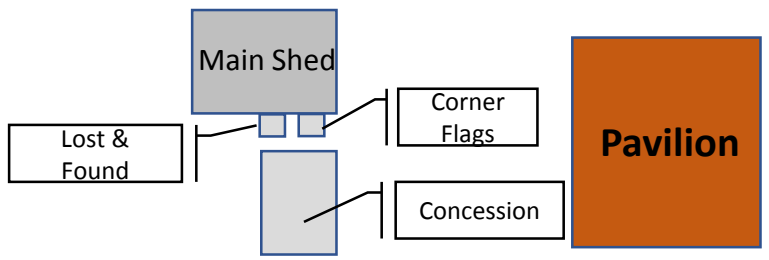 Main Shed
Corner
Flags
Lost &
Found
Pavilion
Concession